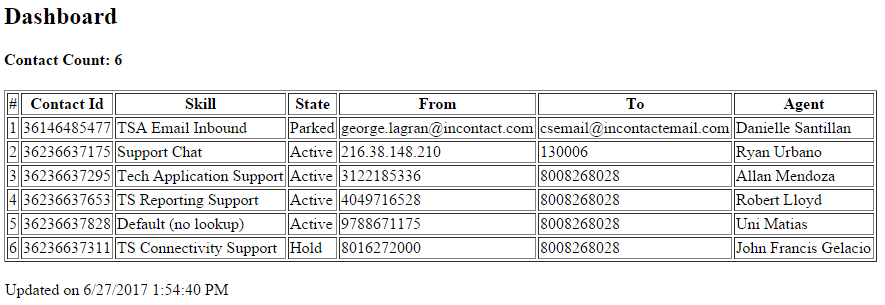 Dashboard
Contact Count: 6
# Contact Id Skill State From To Agent
1 36146485477 TSA Email Inbound Parked george.lagran@incontact.com csemail@incontactemail.com Danielle Santillan
2 36236637175 Support Chat Active 216.38.148.210 130006 Ryan Urbano
3 36236637295 Tech Application Support Active 3122185336 8008268028 Allan Mendoza
4 36236637653 TS Reporting Support Active 4049716528 8008268028 Robert Lloyd
5 36236637828 Default (no lookup) Active 9788671175 8008268028 Uni Matias
6 36236637311 TS Connectivity Support Hold 8016272000 8008268028 John Francis Gelacio
Updated on 6/27/2017 1:54:40 PM